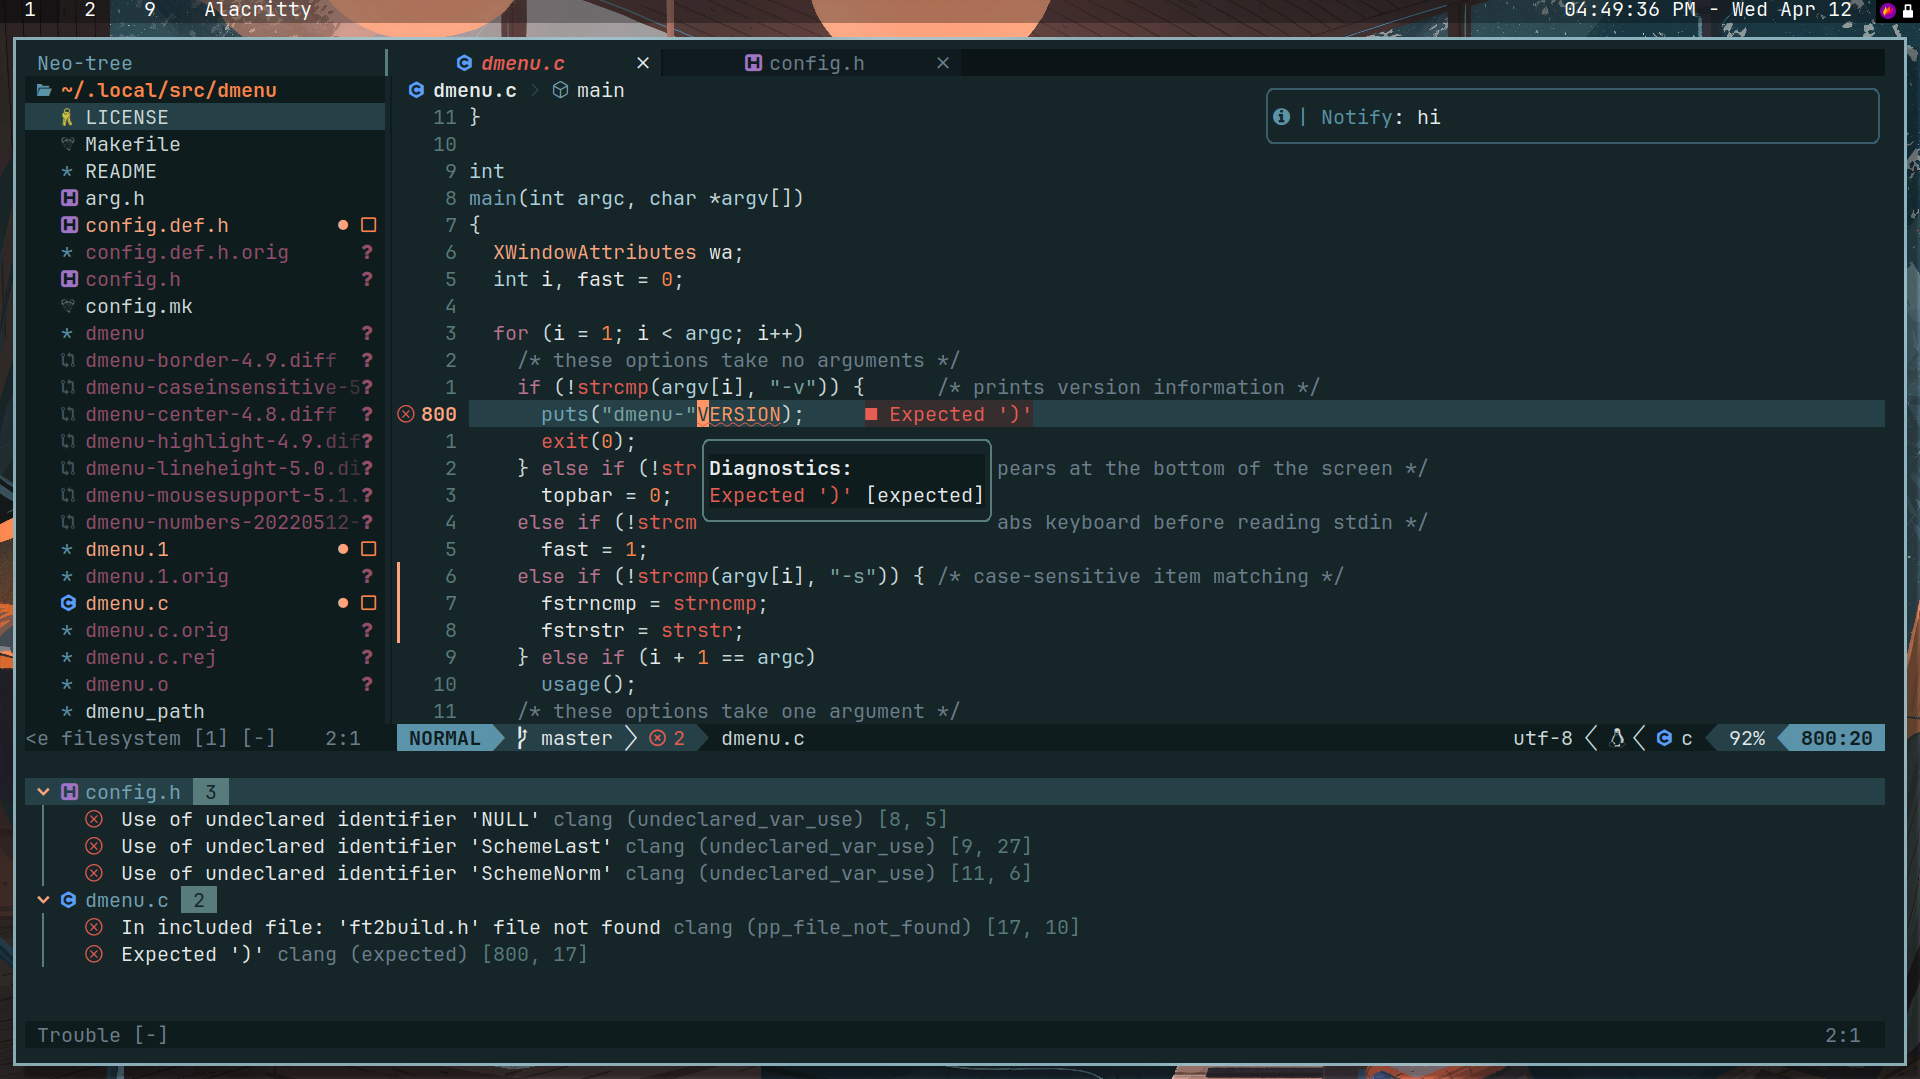 1 2 9 Alacritty 04:49:36 PM - Wed Apr 12
Neo-tree
~/.local/src/dmenu
LICENSE
Makefile
* README
H arg.h
H config.def.h
* config.def.h.orig ?
H config.h ?
config.mk
* dmenu ?
dmenu-border-4.9.diff ?
dmenu-caseinsensitive-5?
dmenu-center-4.8.diff ?
dmenu-highlight-4.9.dif?
dmenu-lineheight-5.0.di?
dmenu-mousesupport-5.1.?
dmenu-numbers-20220512-?
* dmenu.1
* dmenu.1.orig ?
C dmenu.c
* dmenu.c.orig ?
* dmenu.c.rej ?
* dmenu.o ?
* dmenu_path
<e filesystem [1] [-] 2:1
C dmenu.c × H config.h ×
C dmenu.c > main
i | Notify: hi
11 }
10
9 int
8 main(int argc, char *argv[])
7 {
6 XWindowAttributes wa;
5 int i, fast = 0;
4
3 for (i = 1; i < argc; i++)
2 /* these options take no arguments */
1 if (!strcmp(argv[i], "-v")) { /* prints version information */
800 puts("dmenu-"VERSION); ■ Expected ')'
1 exit(0);
2 } else if (!str pears at the bottom of the screen */
3 topbar = 0;
4 else if (!strcm abs keyboard before reading stdin */
Diagnostics:
Expected ')' [expected]
5 fast = 1;
6 else if (!strcmp(argv[i], "-s")) { /* case-sensitive item matching */
7 fstrncmp = strncmp;
8 fstrstr = strstr;
9 } else if (i + 1 == argc)
10 usage();
11 /* these options take one argument */
NORMAL master 2 dmenu.c utf-8 C c 92% 800:20
H config.h 3
Use of undeclared identifier 'NULL' clang (undeclared_var_use) [8, 5]
Use of undeclared identifier 'SchemeLast' clang (undeclared_var_use) [9, 27]
Use of undeclared identifier 'SchemeNorm' clang (undeclared_var_use) [11, 6]
C dmenu.c 2
In included file: 'ft2build.h' file not found clang (pp_file_not_found) [17, 10]
Expected ')' clang (expected) [800, 17]
Trouble [-] 2:1